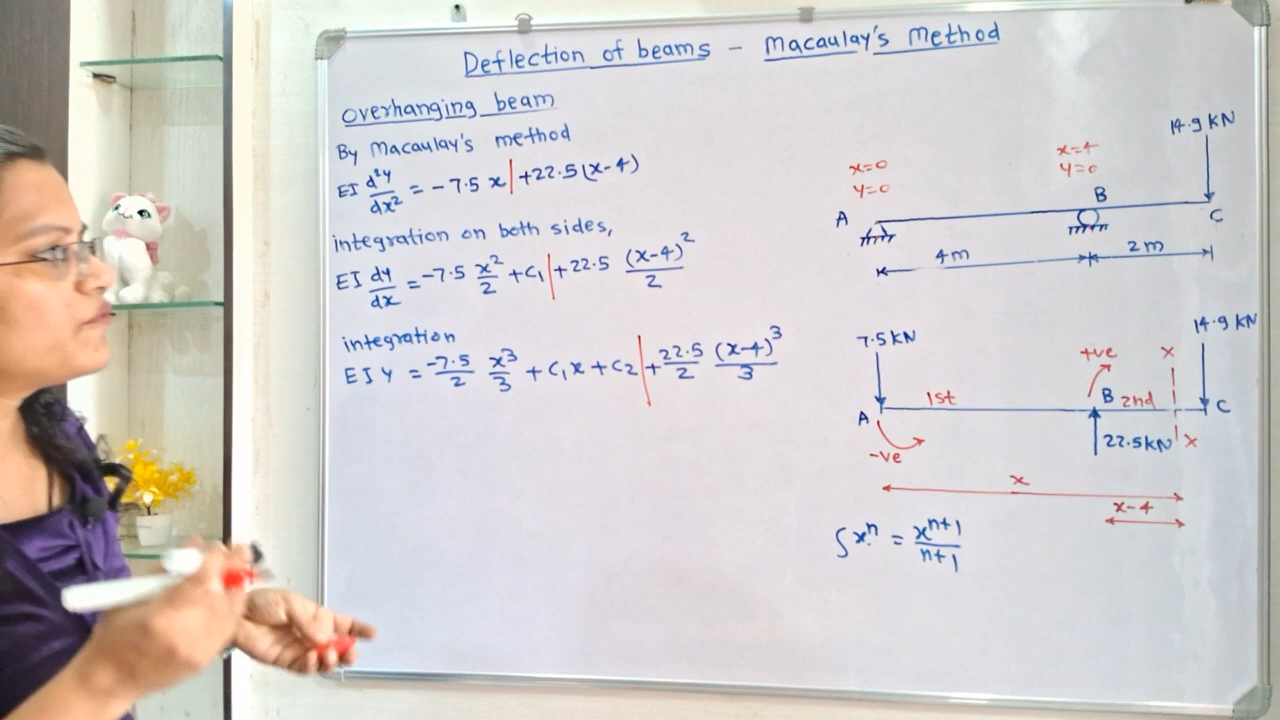 Deflection of beams - Macaulay's Method
Overhanging beam
By Macaulay's method
EI d²y/dx² = -7.5 x | +22.5 (x-4)
integration on both sides,
EI dy/dx = -7.5 x²/2 + C₁ | +22.5 (x-4)²/2
integration
EI y = -7.5/2 x³/3 + C₁x + C₂ | +22.5/2 (x-4)³/3
14.9 KN
x=0
y=0
x=4
y=0
A
B
C
4m
2m
7.5 KN
14.9 KN
+ve
x
A
1st
B
2nd
C
-ve
22.5KN
x
x
x-4
∫xⁿ = xⁿ⁺¹/n+1